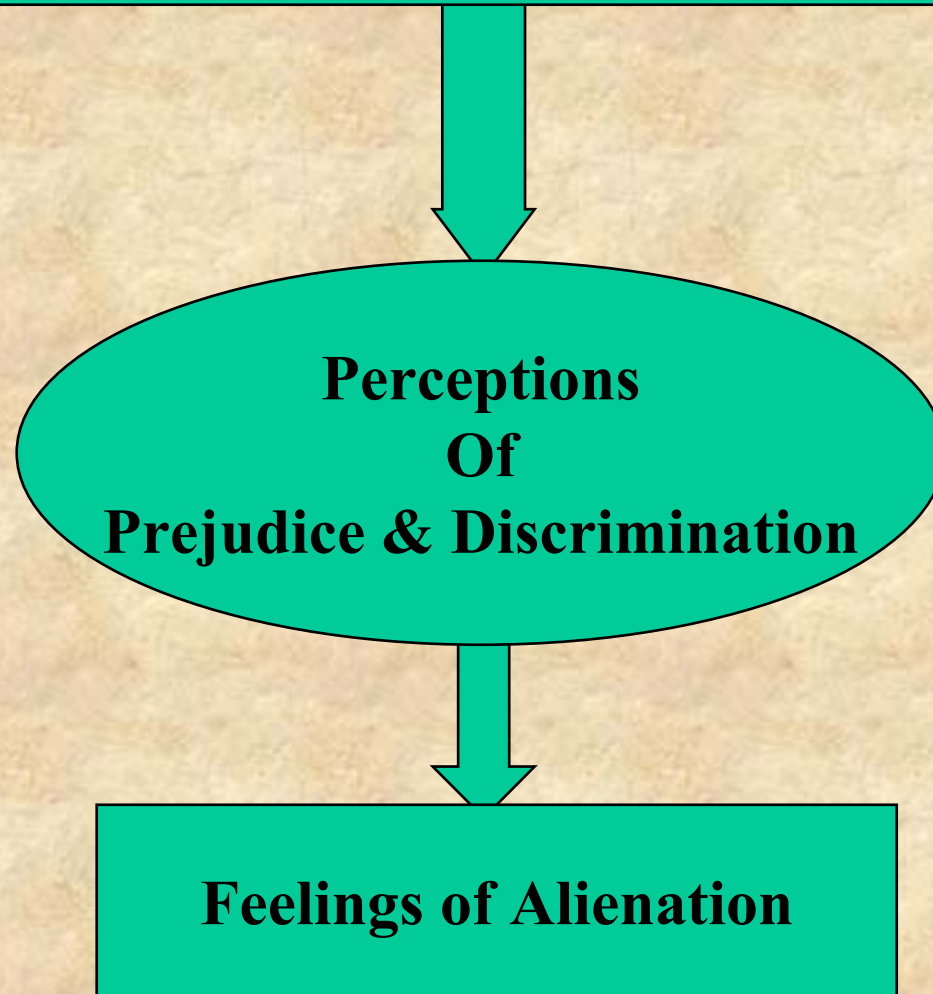 Perceptions
Of
Prejudice & Discrimination
Feelings of Alienation